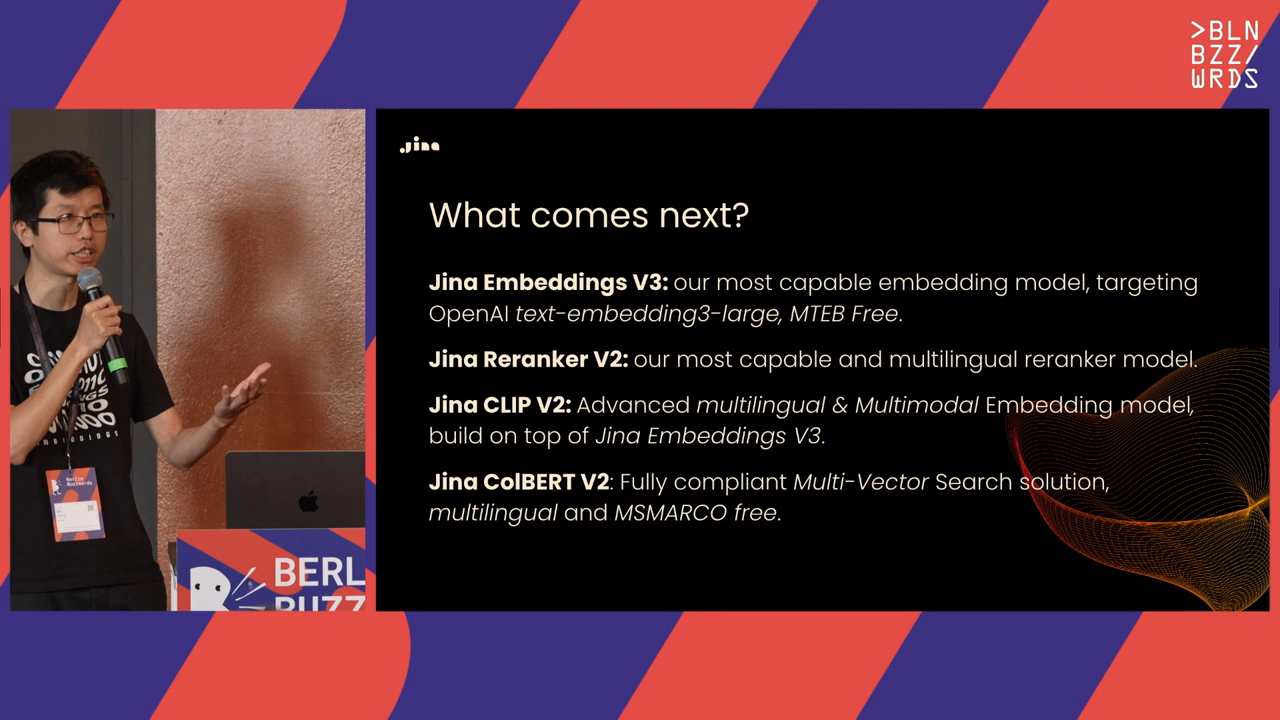 >BLN
BZZ/
WRDS
Jina
What comes next?
Jina Embeddings V3: our most capable embedding model, targeting
OpenAI text-embedding3-large, MTEB Free.
Jina Reranker V2: our most capable and multilingual reranker model.
Jina CLIP V2: Advanced multilingual & Multimodal Embedding model,
build on top of Jina Embeddings V3.
Jina ColBERT V2: Fully compliant Multi-Vector Search solution,
multilingual and MSMARCO free.
Berlin
Buzzwords
BERL
BUZZ